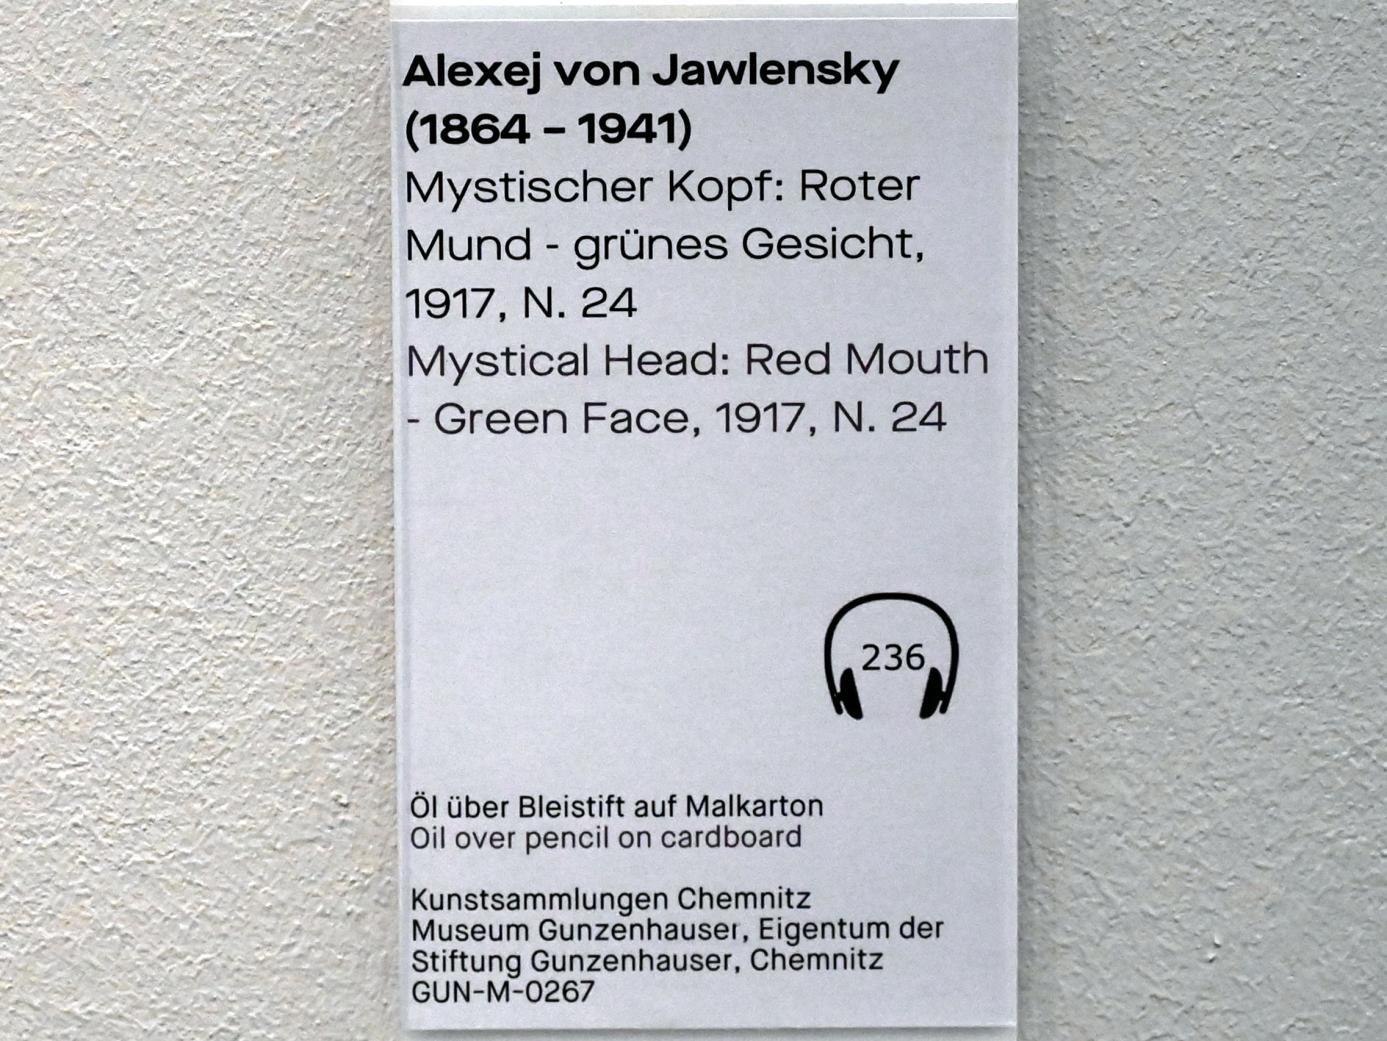 Alexej von Jawlensky
(1864 – 1941)
Mystischer Kopf: Roter
Mund - grünes Gesicht,
1917, N. 24
Mystical Head: Red Mouth
- Green Face, 1917, N. 24
236
Öl über Bleistift auf Malkarton
Oil over pencil on cardboard
Kunstsammlungen Chemnitz
Museum Gunzenhauser, Eigentum der
Stiftung Gunzenhauser, Chemnitz
GUN-M-0267